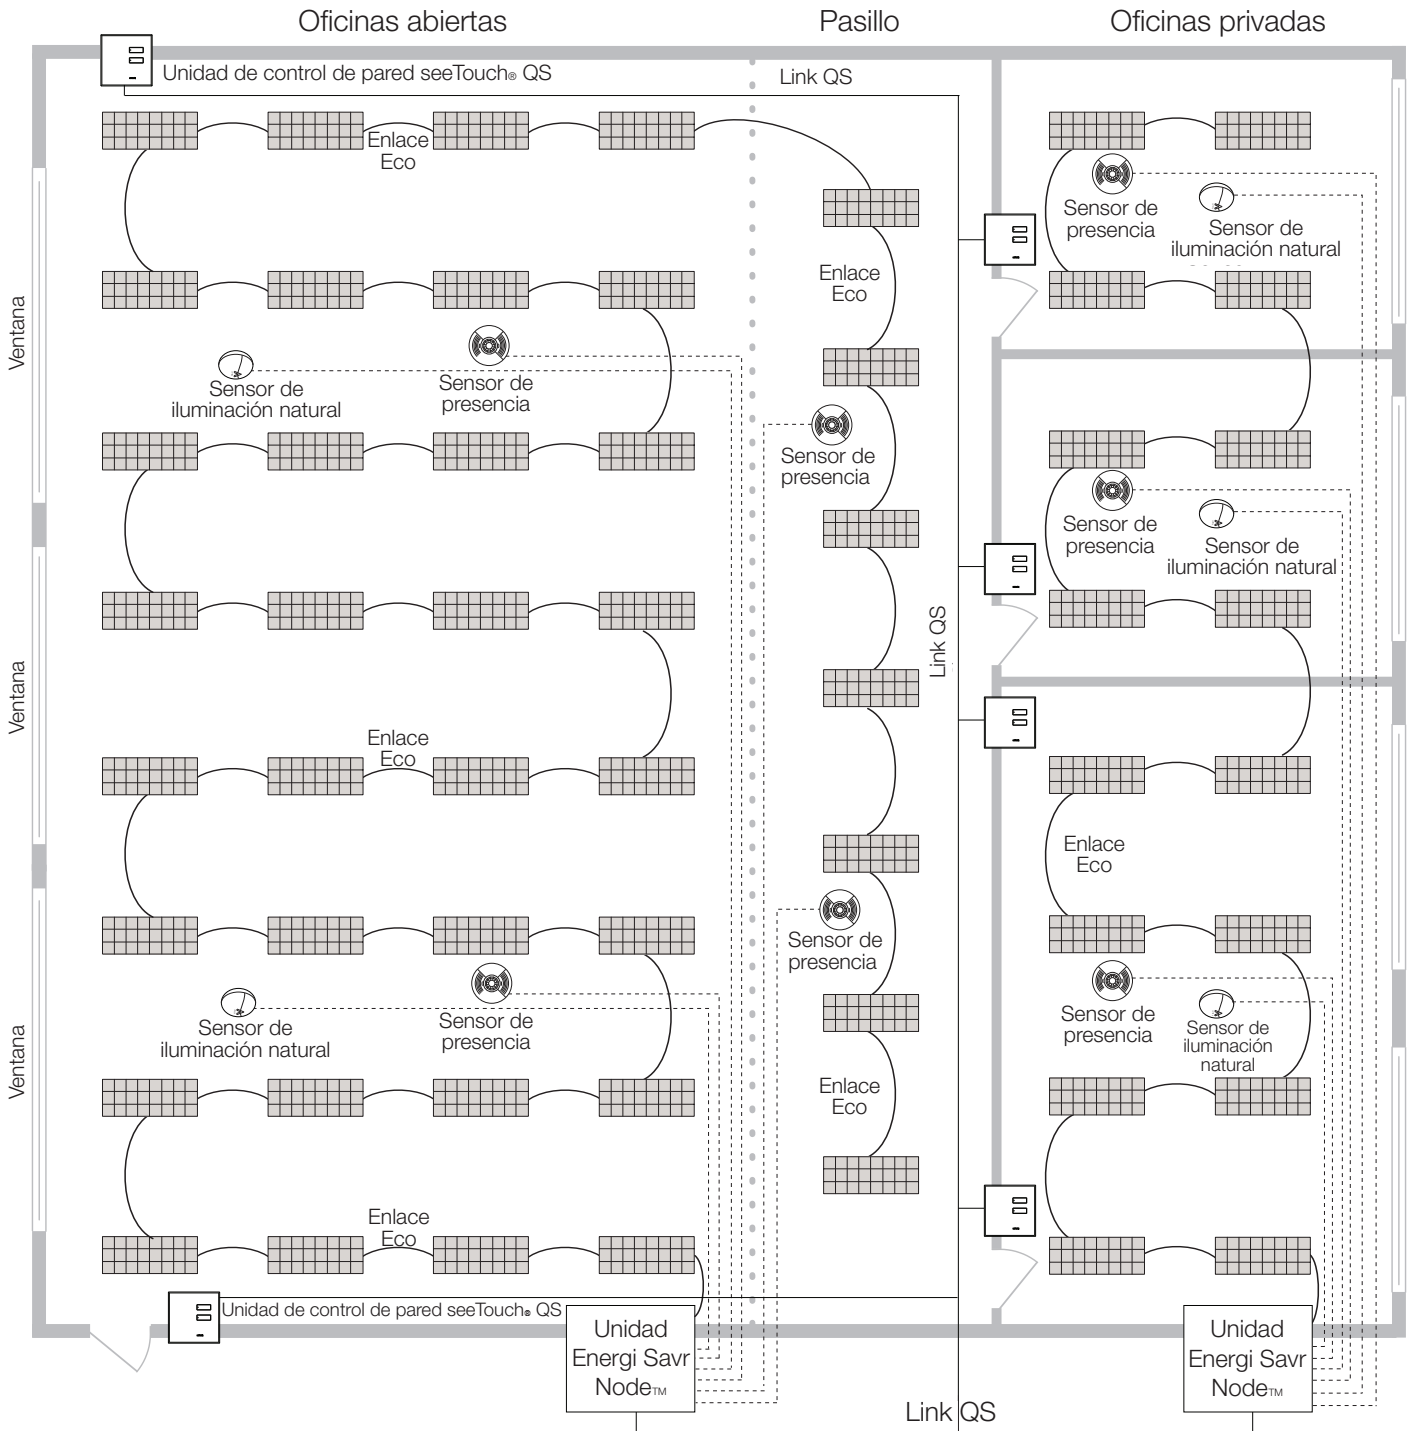 Oficinas abiertas
Pasillo
Oficinas privadas
Unidad de control de pared seeTouch® QS
Link QS
Enlace
Eco
Sensor de
presencia
Sensor de
iluminación natural
Enlace
Eco
Ventana
Sensor de
iluminación natural
Sensor de
presencia
Sensor de
presencia
Sensor de
presencia
Sensor de
iluminación natural
Link QS
Ventana
Enlace
Eco
Enlace
Eco
Sensor de
presencia
Sensor de
iluminación natural
Sensor de
presencia
Sensor de
presencia
Sensor de
iluminación
natural
Ventana
Enlace
Eco
Enlace
Eco
Unidad de control de pared seeTouch® QS
Unidad
Energi Savr
Node™
Unidad
Energi Savr
Node™
Link QS